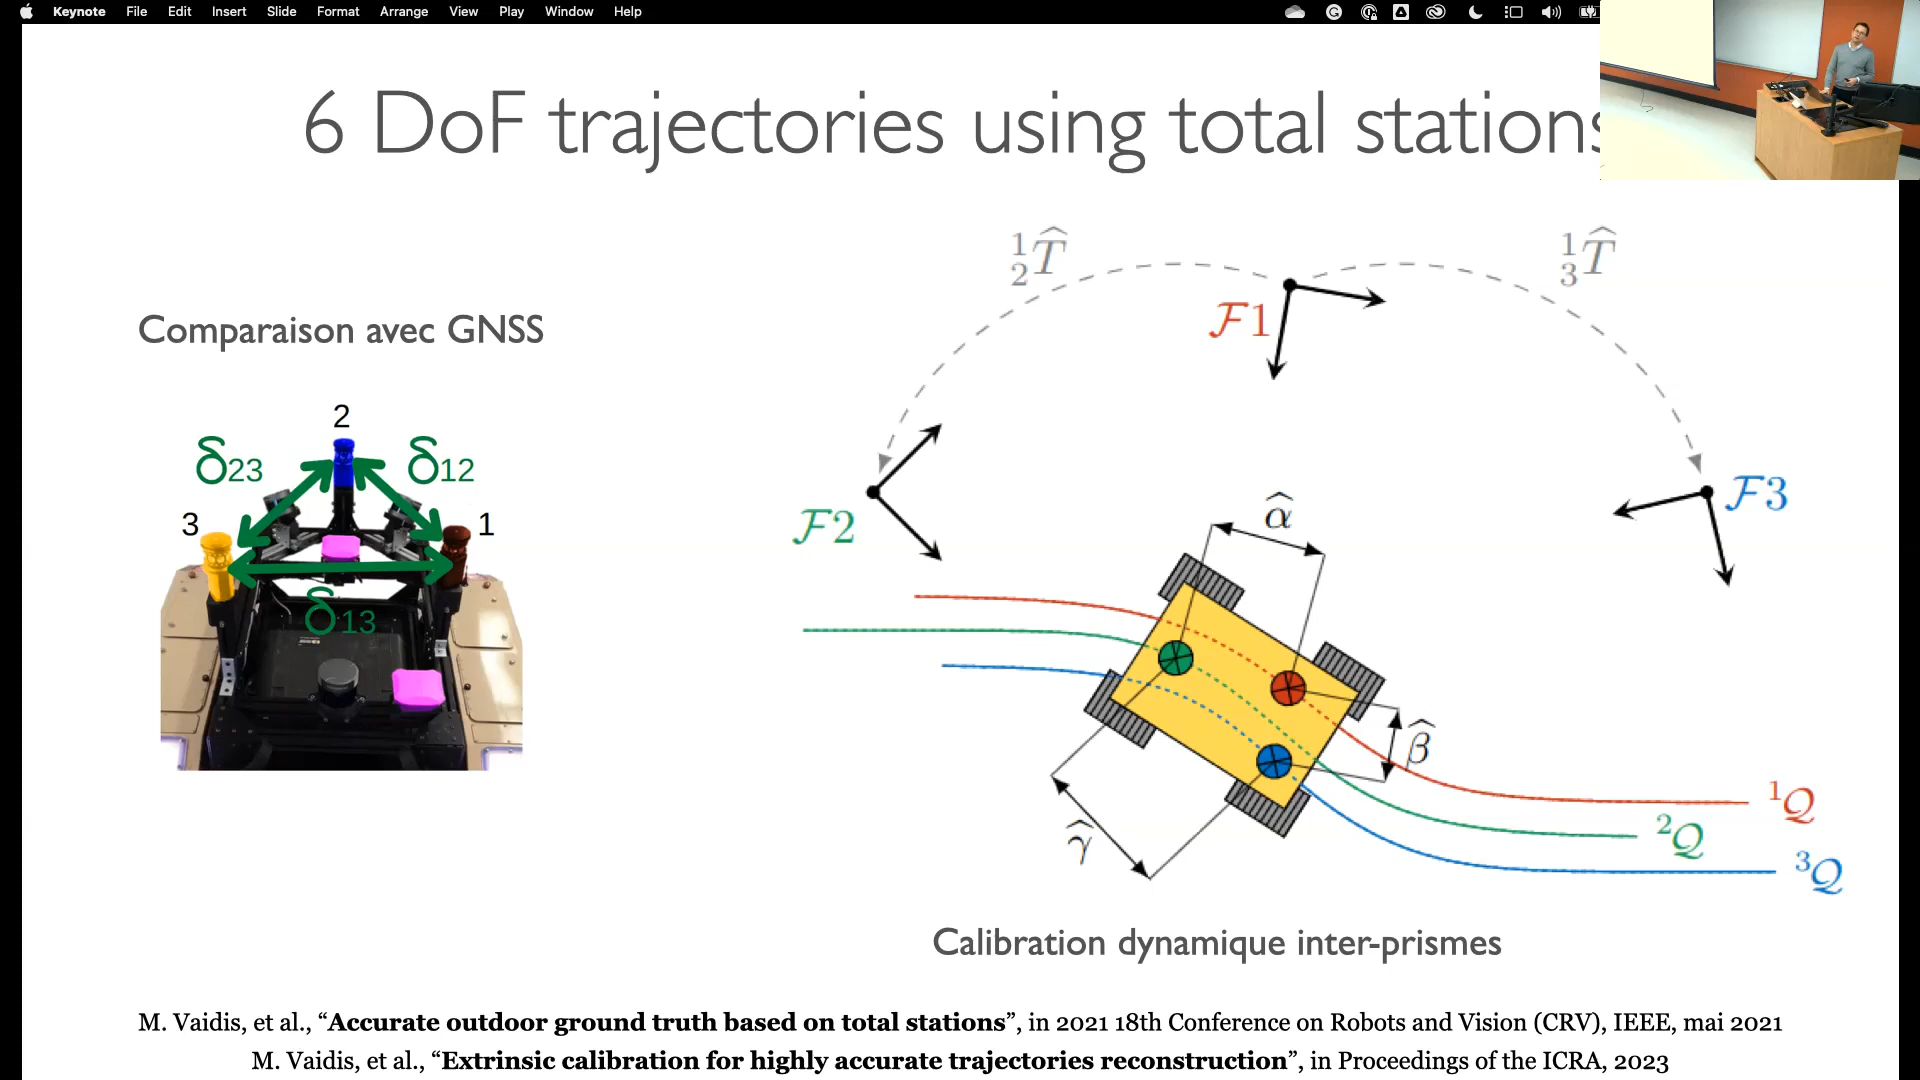 Keynote File Edit Insert Slide Format Arrange View Play Window Help
6 DoF trajectories using total stations
Comparaison avec GNSS
2
δ23 δ12
3 1
δ13
¹₂T̂ ¹₃T̂
ℱ1
ℱ2 ℱ3
α̂
β̂
γ̂
¹𝒬
²𝒬
³𝒬
Calibration dynamique inter-prismes
M. Vaidis, et al., “Accurate outdoor ground truth based on total stations”, in 2021 18th Conference on Robots and Vision (CRV), IEEE, mai 2021
M. Vaidis, et al., “Extrinsic calibration for highly accurate trajectories reconstruction”, in Proceedings of the ICRA, 2023